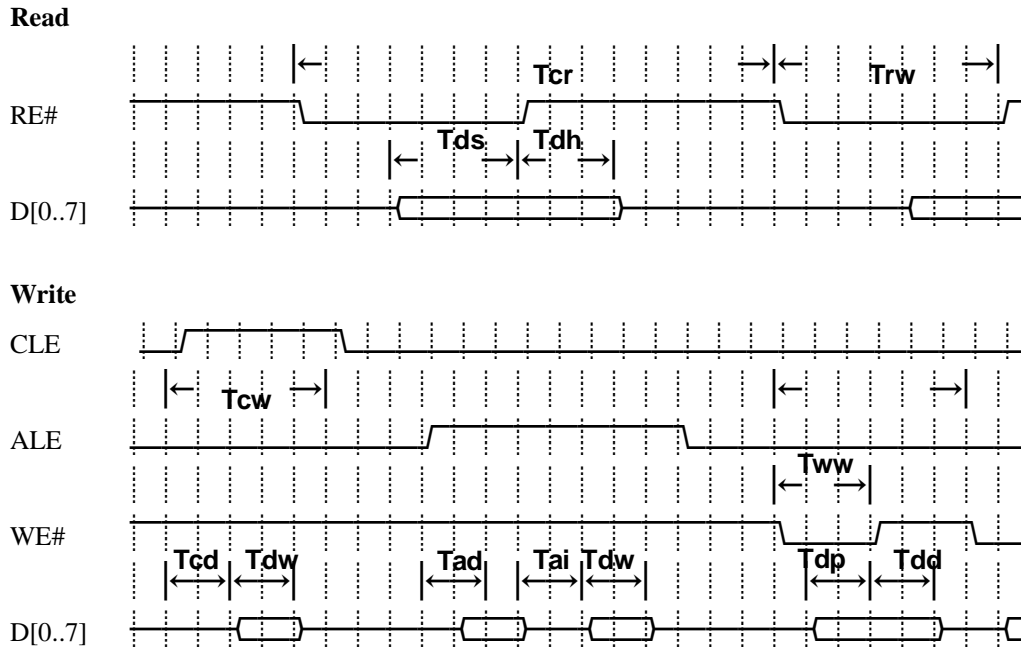 Read
Tcr Trw
RE#
Tds Tdh
D[0..7]
Write
CLE
Tcw
ALE
Tww
WE#
Tcd Tdw Tad Tai Tdw Tdp Tdd
D[0..7]